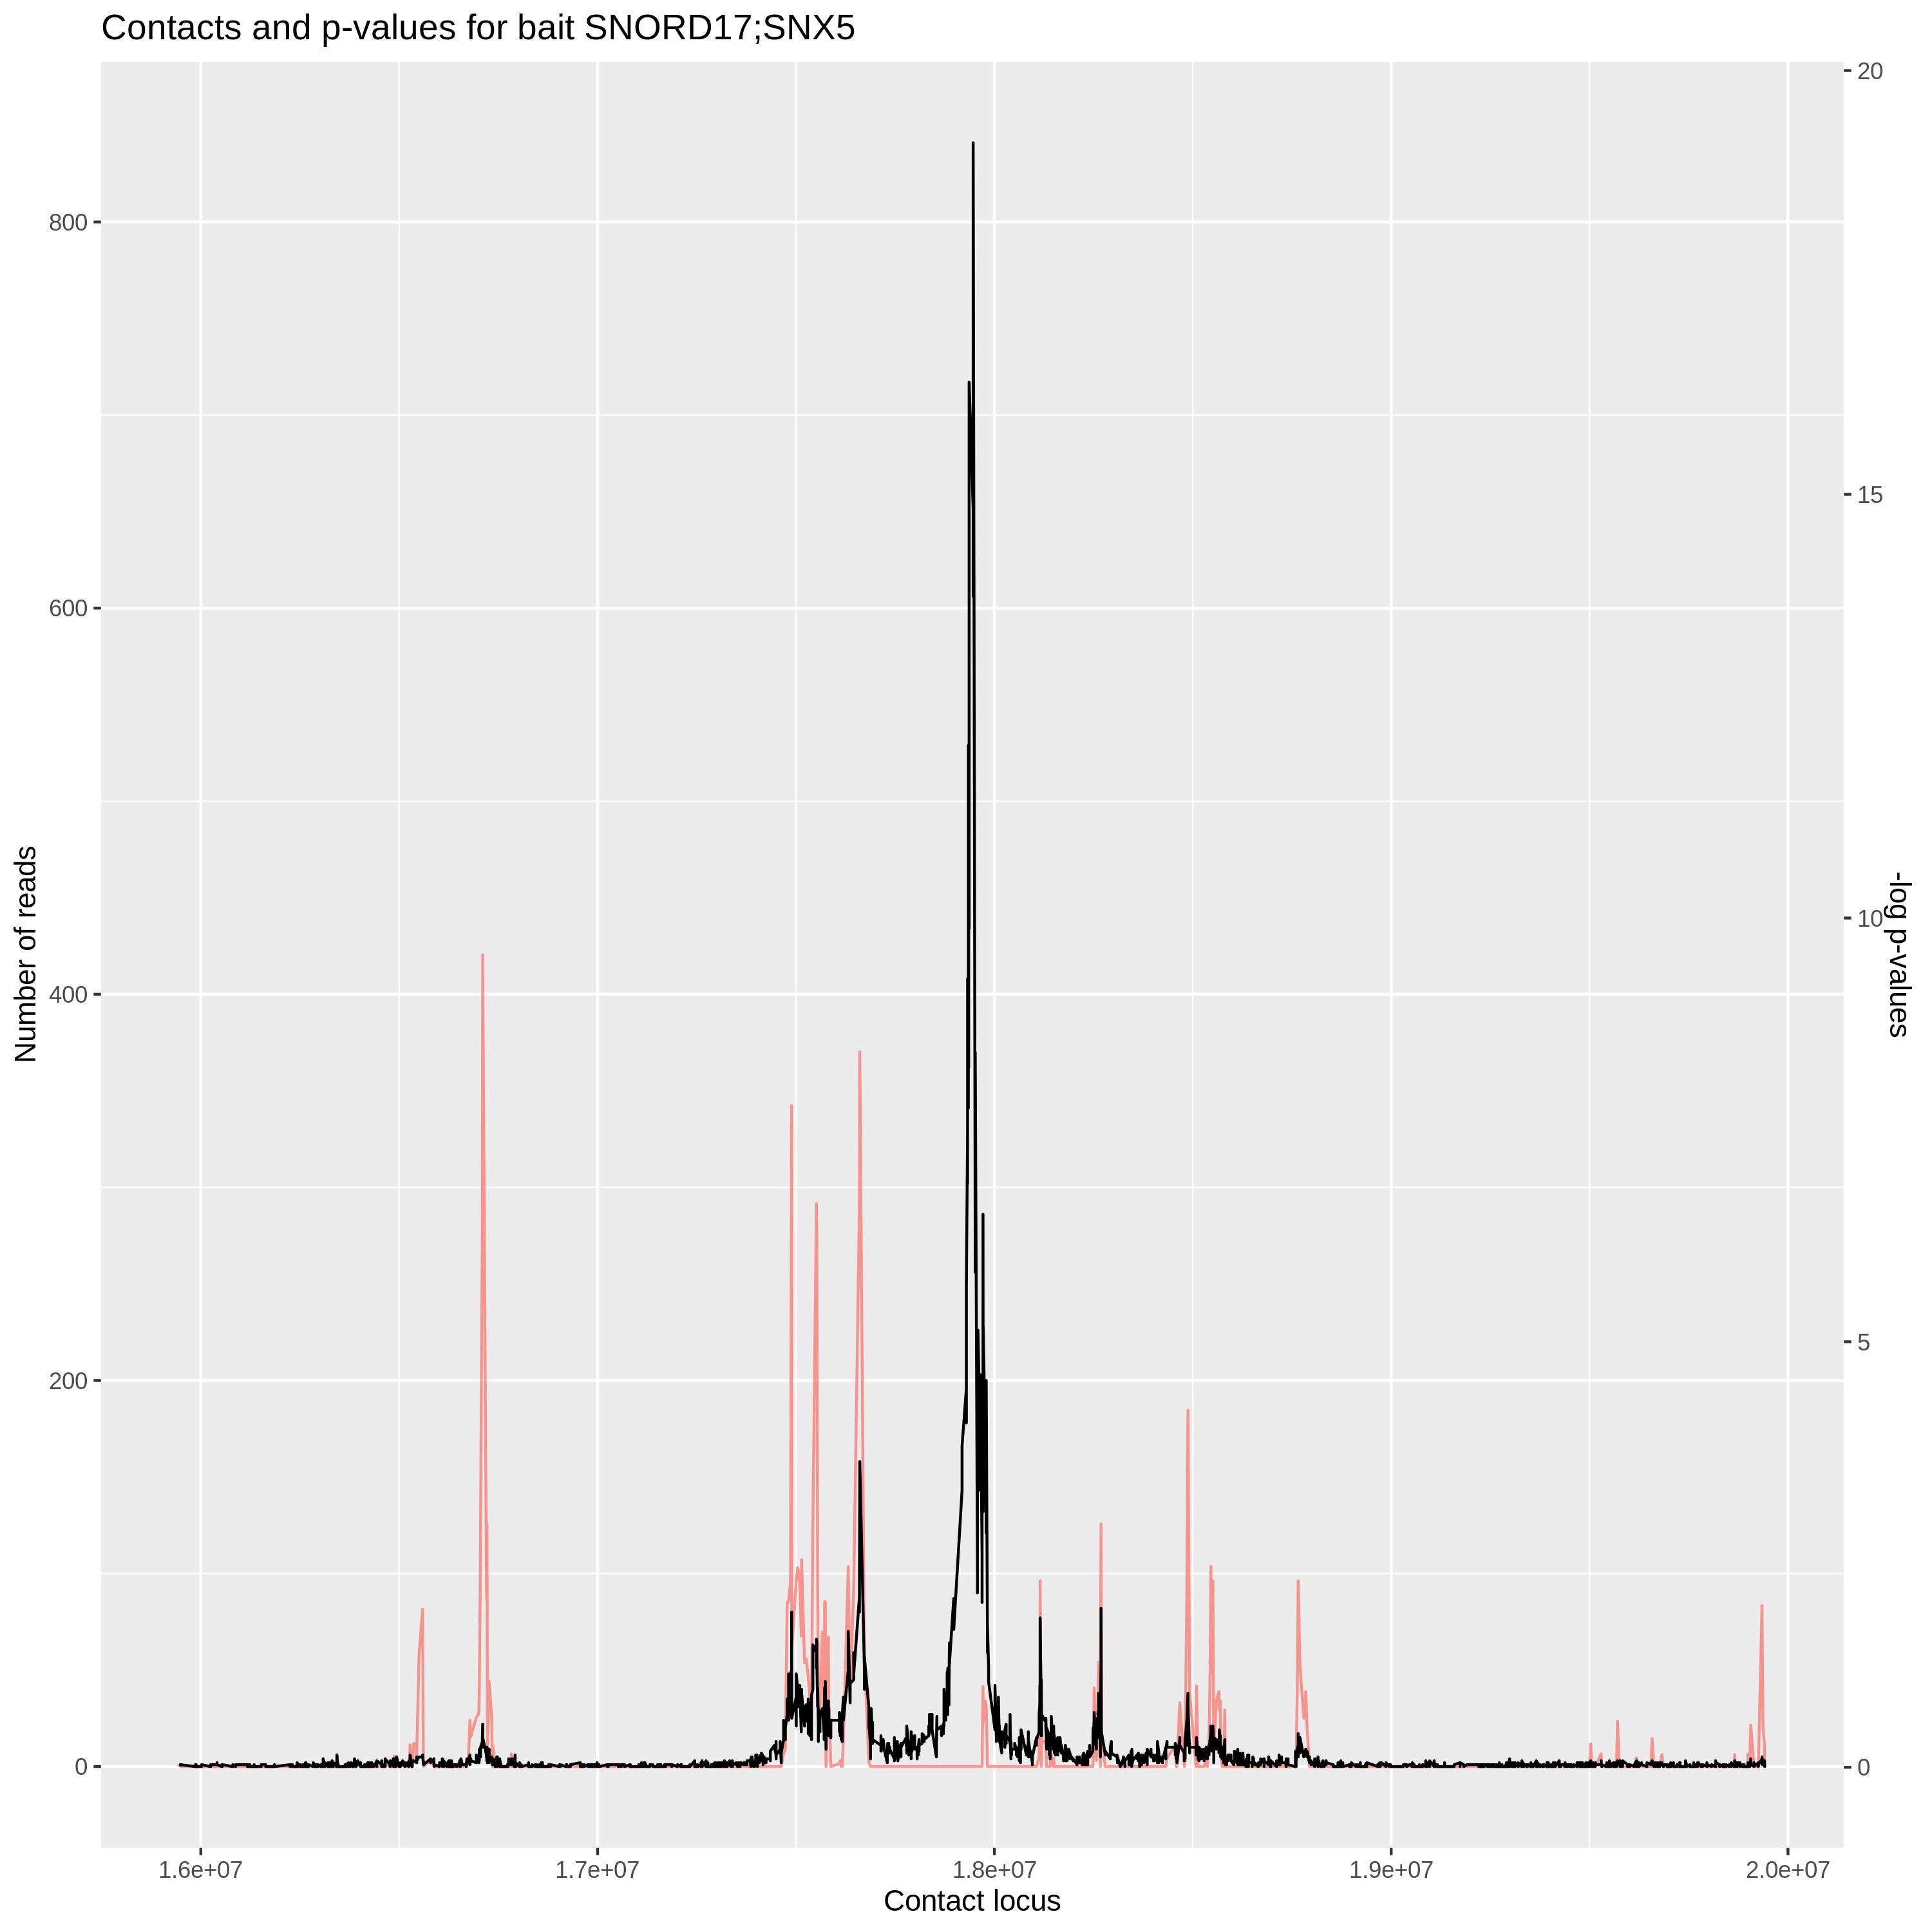 Contacts and p-values for bait SNORD17;SNX5
Number of reads
800
600
400
200
0
20
15
10
5
0
-log p-values
1.6e+07
1.7e+07
1.8e+07
1.9e+07
2.0e+07
Contact locus